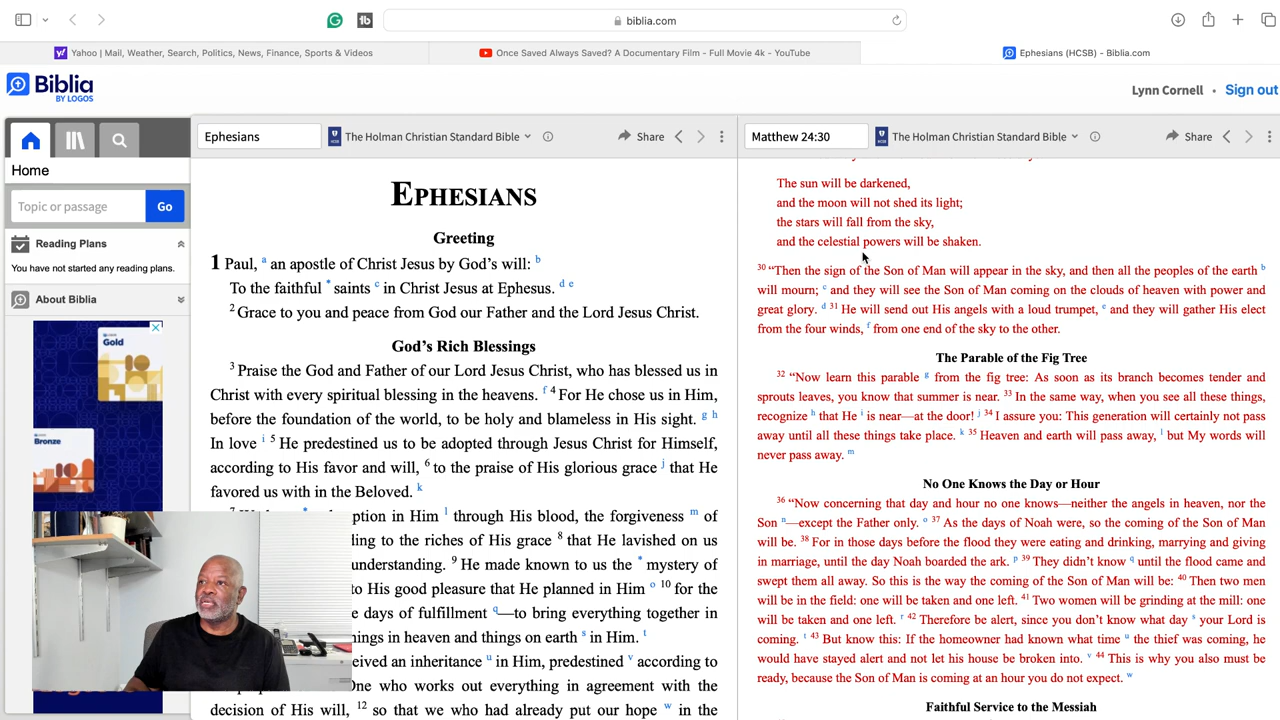 biblia.com
Yahoo | Mail, Weather, Search, Politics, News, Finance, Sports & Videos
Once Saved Always Saved? A Documentary Film - Full Movie 4k - YouTube
Ephesians (HCSB) - Biblia.com
Biblia
BY LOGOS
Lynn Cornell • Sign out
Home
Topic or passage
Go
Reading Plans
You have not started any reading plans.
About Biblia
Gold
Bronze
Ephesians
The Holman Christian Standard Bible
Share
EPHESIANS
Greeting
1 Paul, a an apostle of Christ Jesus by God's will: b
To the faithful * saints c in Christ Jesus at Ephesus. d e
2 Grace to you and peace from God our Father and the Lord Jesus Christ.
God's Rich Blessings
3 Praise the God and Father of our Lord Jesus Christ, who has blessed us in
Christ with every spiritual blessing in the heavens. f 4 For He chose us in Him,
before the foundation of the world, to be holy and blameless in His sight. g h
In love i 5 He predestined us to be adopted through Jesus Christ for Himself,
according to His favor and will, 6 to the praise of His glorious grace j that He
favored us with in the Beloved. k
in Him l through His blood, the forgiveness m of
to the riches of His grace 8 that He lavished on us
understanding. 9 He made known to us the * mystery of
to His good pleasure that He planned in Him o 10 for the
days of fulfillment q—to bring everything together in
in heaven and things on earth s in Him. t
an inheritance u in Him, predestined v according to
One who works out everything in agreement with the
decision of His will, 12 so that we who had already put our hope w in the
Matthew 24:30
The Holman Christian Standard Bible
Share
The sun will be darkened,
and the moon will not shed its light;
the stars will fall from the sky,
and the celestial powers will be shaken.
30 “Then the sign of the Son of Man will appear in the sky, and then all the peoples of the earth b
will mourn; c and they will see the Son of Man coming on the clouds of heaven with power and
great glory. d 31 He will send out His angels with a loud trumpet, e and they will gather His elect
from the four winds, f from one end of the sky to the other.
The Parable of the Fig Tree
32 “Now learn this parable g from the fig tree: As soon as its branch becomes tender and
sprouts leaves, you know that summer is near. 33 In the same way, when you see all these things,
recognize h that He i is near—at the door! j 34 I assure you: This generation will certainly not pass
away until all these things take place. k 35 Heaven and earth will pass away, l but My words will
never pass away. m
No One Knows the Day or Hour
36 “Now concerning that day and hour no one knows—neither the angels in heaven, nor the
Son n—except the Father only. o 37 As the days of Noah were, so the coming of the Son of Man
will be. 38 For in those days before the flood they were eating and drinking, marrying and giving
in marriage, until the day Noah boarded the ark. p 39 They didn't know q until the flood came and
swept them all away. So this is the way the coming of the Son of Man will be: 40 Then two men
will be in the field: one will be taken and one left. 41 Two women will be grinding at the mill: one
will be taken and one left. r 42 Therefore be alert, since you don't know what day s your Lord is
coming. t 43 But know this: If the homeowner had known what time u the thief was coming, he
would have stayed alert and not let his house be broken into. v 44 This is why you also must be
ready, because the Son of Man is coming at an hour you do not expect. w
Faithful Service to the Messiah